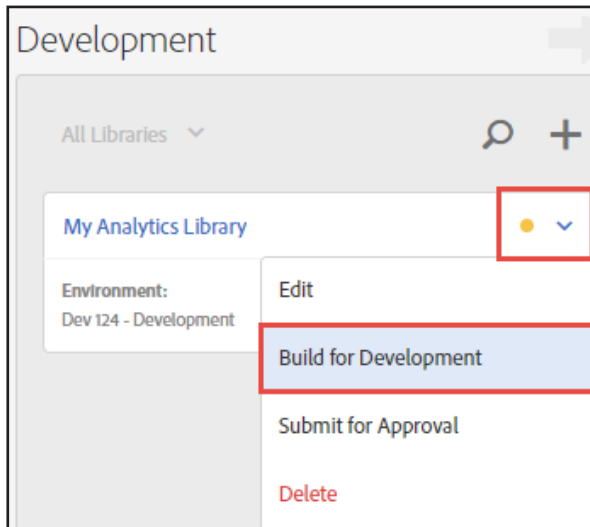 Development
All Libraries
My Analytics Library
Environment:
Dev 124 - Development
Edit
Build for Development
Submit for Approval
Delete